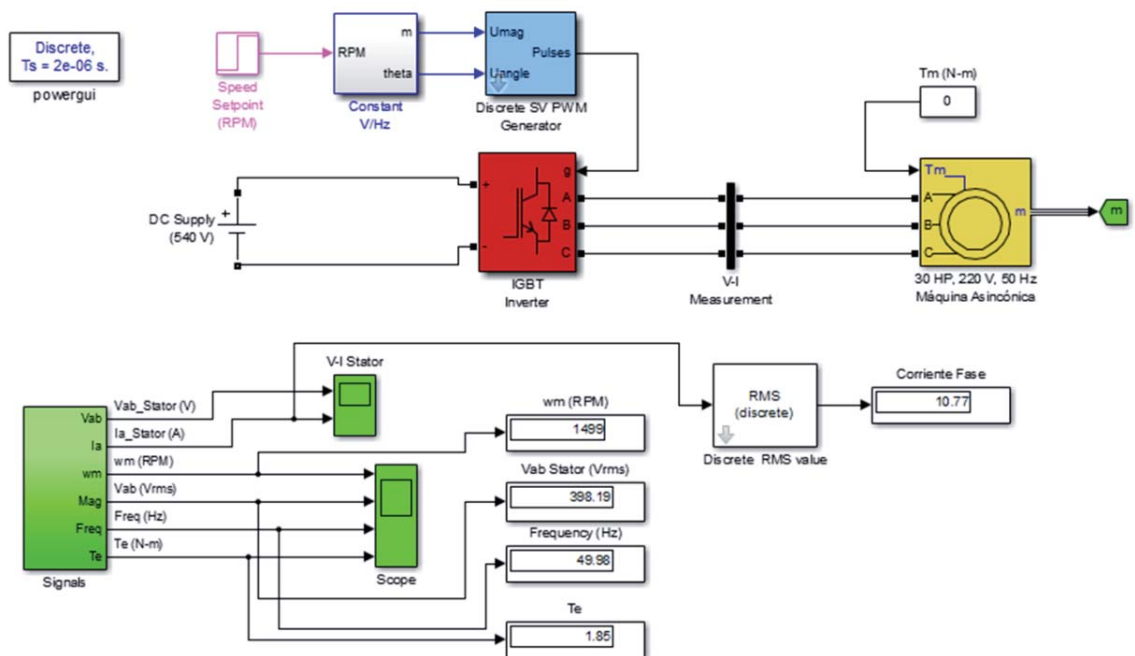 Discrete,
Ts = 2e-06 s.
powergui
Speed
Setpoint
(RPM)
RPM
m
theta
Constant
V/Hz
Umag
Uangle
Pulses
Discrete SV PWM
Generator
Tm (N-m)
0
DC Supply
(540 V)
+
+
-
g
A
B
C
IGBT
Inverter
V-I
Measurement
Tm
A
B
C
m
m
30 HP, 220 V, 50 Hz
Máquina Asincónica
V-I Stator
Vab
Ia
wm
Mag
Freq
Te
Signals
Vab_Stator (V)
Ia_Stator (A)
wm (RPM)
Vab (Vrms)
Freq (Hz)
Te (N-m)
Scope
wm (RPM)
1499
Vab Stator (Vrms)
398.19
Frequency (Hz)
49.98
Te
1.85
RMS
(discrete)
Discrete RMS value
Corriente Fase
10.77